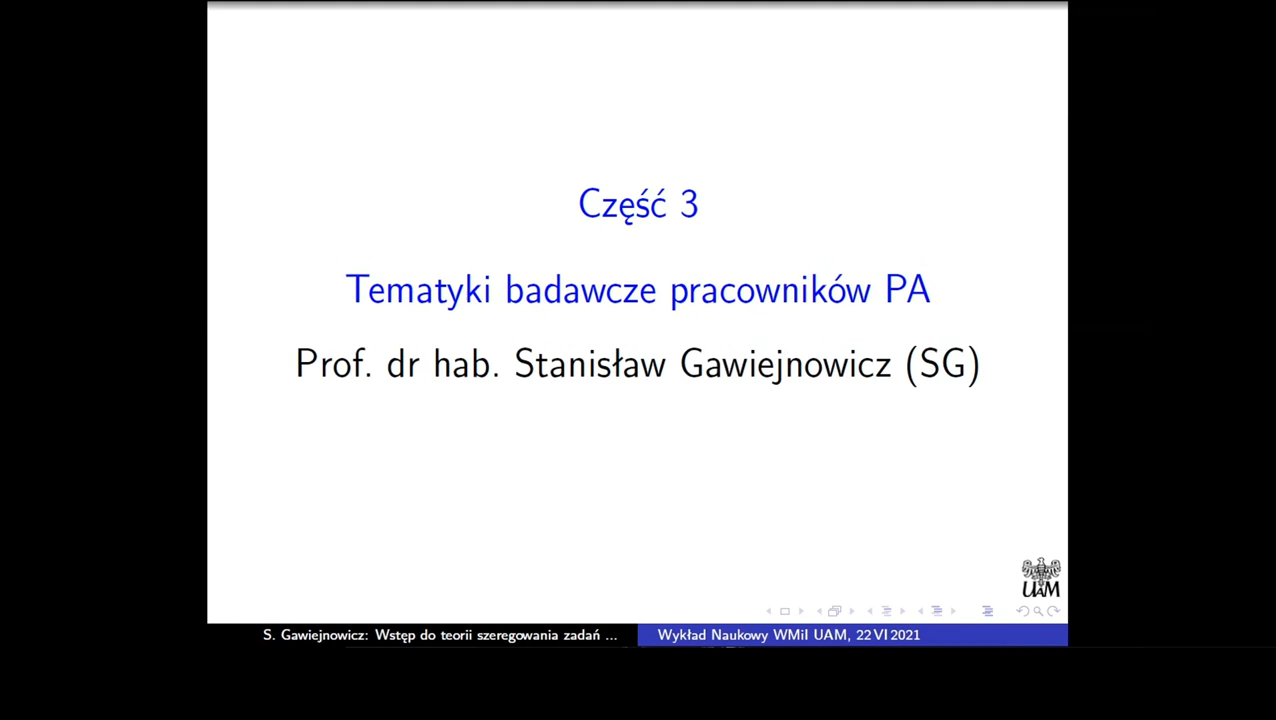 Część 3
Tematyki badawcze pracowników PA
Prof. dr hab. Stanisław Gawiejnowicz (SG)
UAM
S. Gawiejnowicz: Wstęp do teorii szeregowania zadań ...
Wykład Naukowy WMiI UAM, 22 VI 2021